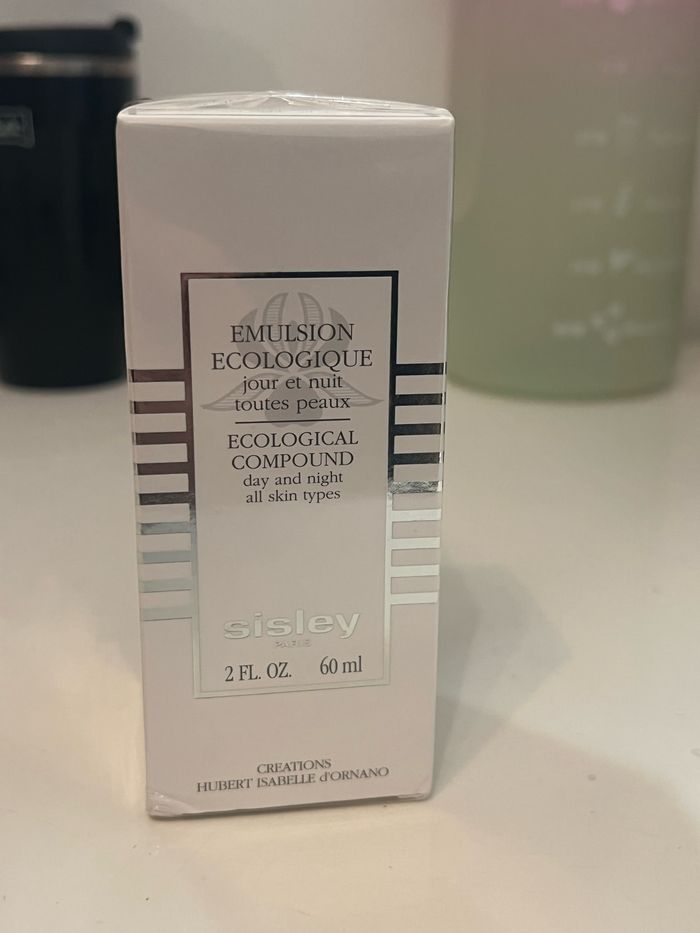 EMULSION
ECOLOGIQUE
jour et nuit
toutes peaux
ECOLOGICAL
COMPOUND
day and night
all skin types
sisley
PARIS
2 FL. OZ. 60 ml
CREATIONS
HUBERT ISABELLE d'ORNANO